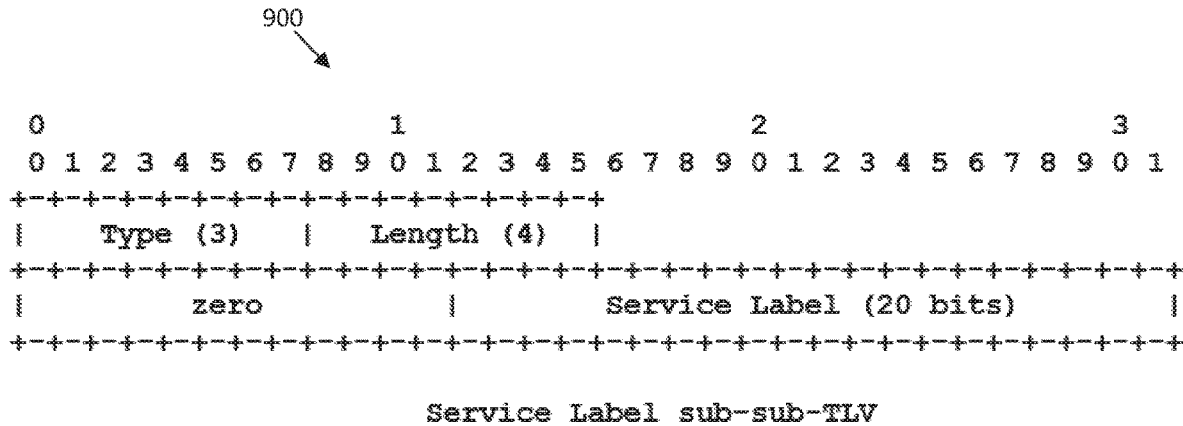 900
0 1 2 3
0 1 2 3 4 5 6 7 8 9 0 1 2 3 4 5 6 7 8 9 0 1 2 3 4 5 6 7 8 9 0 1
+-+-+-+-+-+-+-+-+-+-+-+-+-+-+-+-+
| Type (3) | Length (4) |
+-+-+-+-+-+-+-+-+-+-+-+-+-+-+-+-+-+-+-+-+-+-+-+-+-+-+-+-+-+-+-+-+
| zero | Service Label (20 bits) |
+-+-+-+-+-+-+-+-+-+-+-+-+-+-+-+-+-+-+-+-+-+-+-+-+-+-+-+-+-+-+-+-+
Service Label sub-sub-TLV